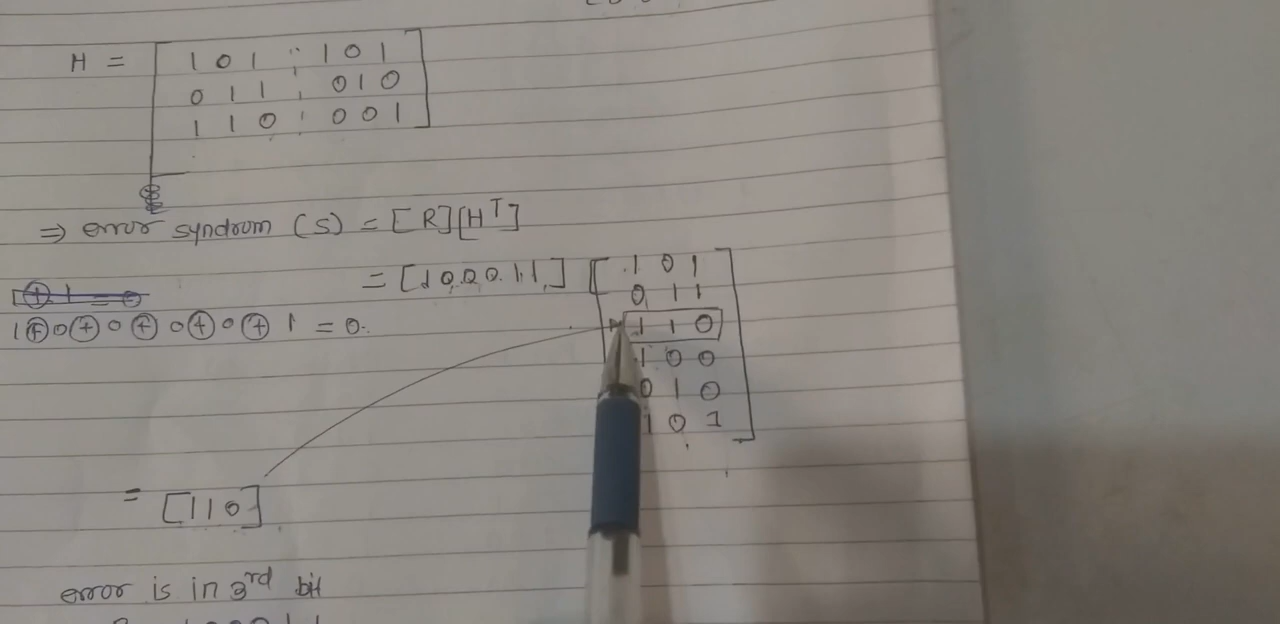 H = [ 1 0 1 ¦ 1 0 1
0 1 1 ¦ 0 1 0
1 1 0 ¦ 0 0 1 ]
⇒ error syndrom (S) = [R][H^T]
= [1 0 0 0 1 1] [ 1 0 1
0 1 1
1 ⊕ 0 ⊕ 0 ⊕ 0 ⊕ 0 ⊕ 1 = 0
1 1 0
1 0 0
0 1 0
1 0 1 ]
= [1 1 0]
error is in 3rd bit